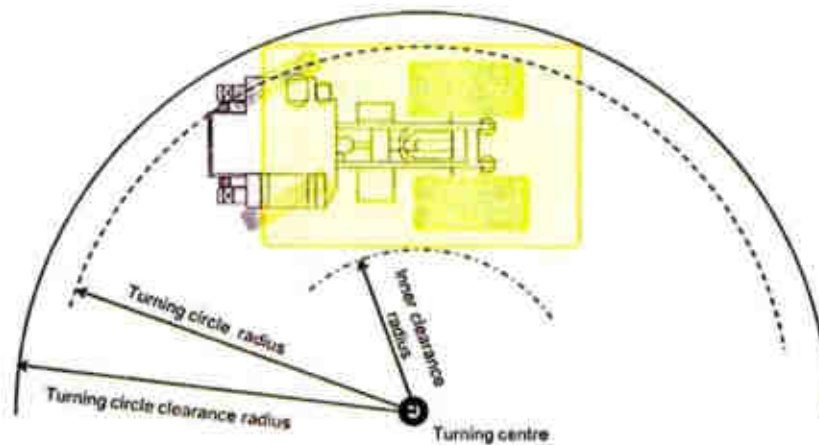 Inner clearance
radius
Turning circle radius
Turning circle clearance radius
Turning centre